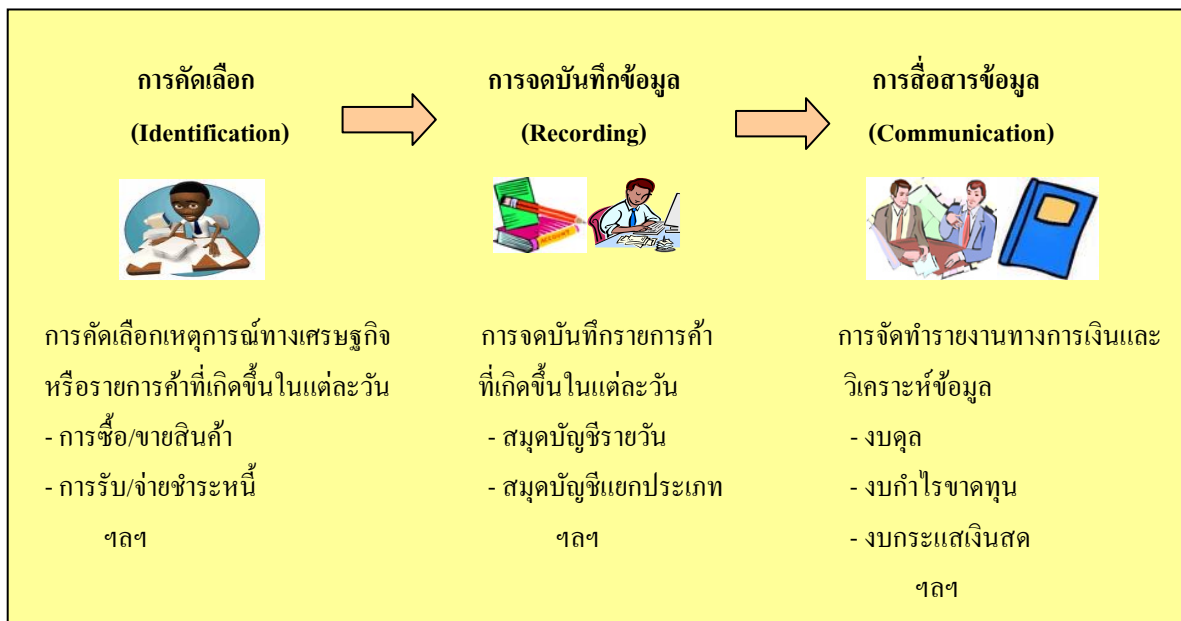 การคัดเลือก
(Identification)
การคัดเลือกเหตุการณ์ทางเศรษฐกิจ
หรือรายการค้าที่เกิดขึ้นในแต่ละวัน
- การซื้อ/ขายสินค้า
- การรับ/จ่ายชำระหนี้
ฯลฯ
การจดบันทึกข้อมูล
(Recording)
การจดบันทึกรายการค้า
ที่เกิดขึ้นในแต่ละวัน
- สมุดบัญชีรายวัน
- สมุดบัญชีแยกประเภท
ฯลฯ
การสื่อสารข้อมูล
(Communication)
การจัดทำรายงานทางการเงินและ
วิเคราะห์ข้อมูล
- งบดุล
- งบกำไรขาดทุน
- งบกระแสเงินสด
ฯลฯ